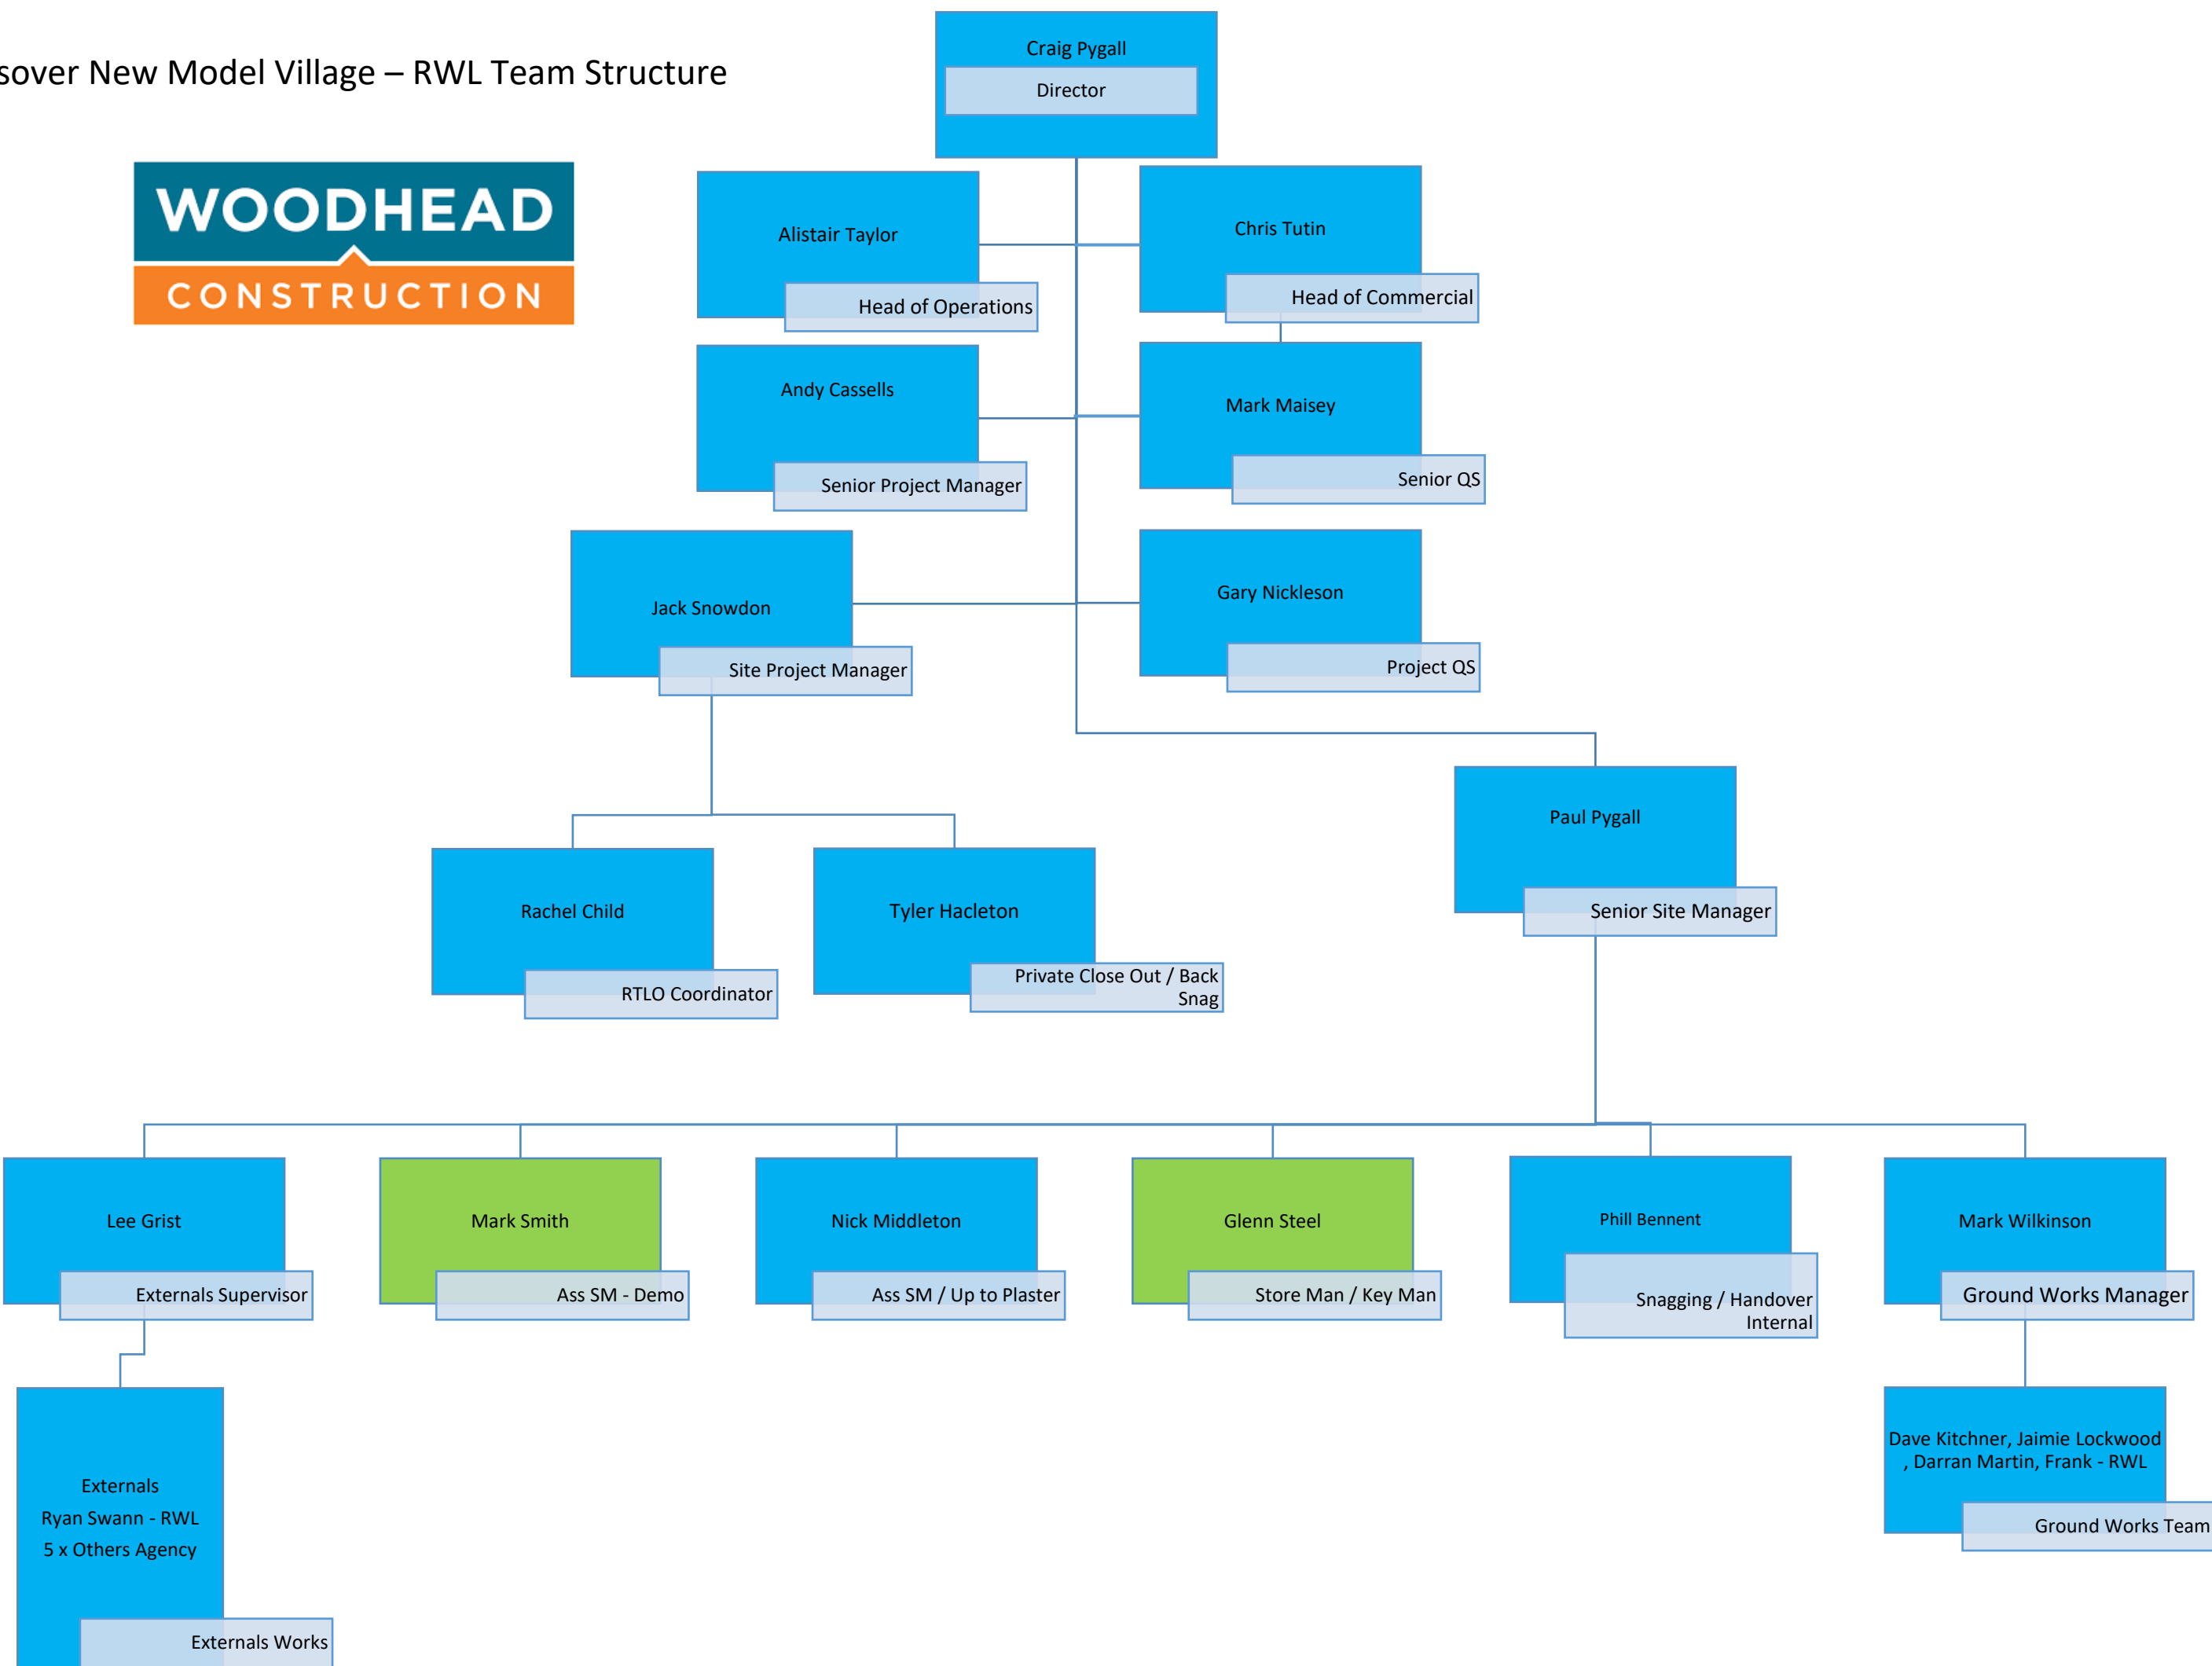 sover New Model Village – RWL Team Structure
Craig Pygall
Director
WOODHEAD
CONSTRUCTION
Alistair Taylor
Head of Operations
Chris Tutin
Head of Commercial
Andy Cassells
Senior Project Manager
Mark Maisey
Senior QS
Jack Snowdon
Site Project Manager
Gary Nickleson
Project QS
Paul Pygall
Senior Site Manager
Rachel Child
RTLO Coordinator
Tyler Hacleton
Private Close Out / Back
Snag
Lee Grist
Externals Supervisor
Mark Smith
Ass SM - Demo
Nick Middleton
Ass SM / Up to Plaster
Glenn Steel
Store Man / Key Man
Phill Bennent
Snagging / Handover
Internal
Mark Wilkinson
Ground Works Manager
Externals
Ryan Swann - RWL
5 x Others Agency
Externals Works
Dave Kitchner, Jaimie Lockwood
, Darran Martin, Frank - RWL
Ground Works Team